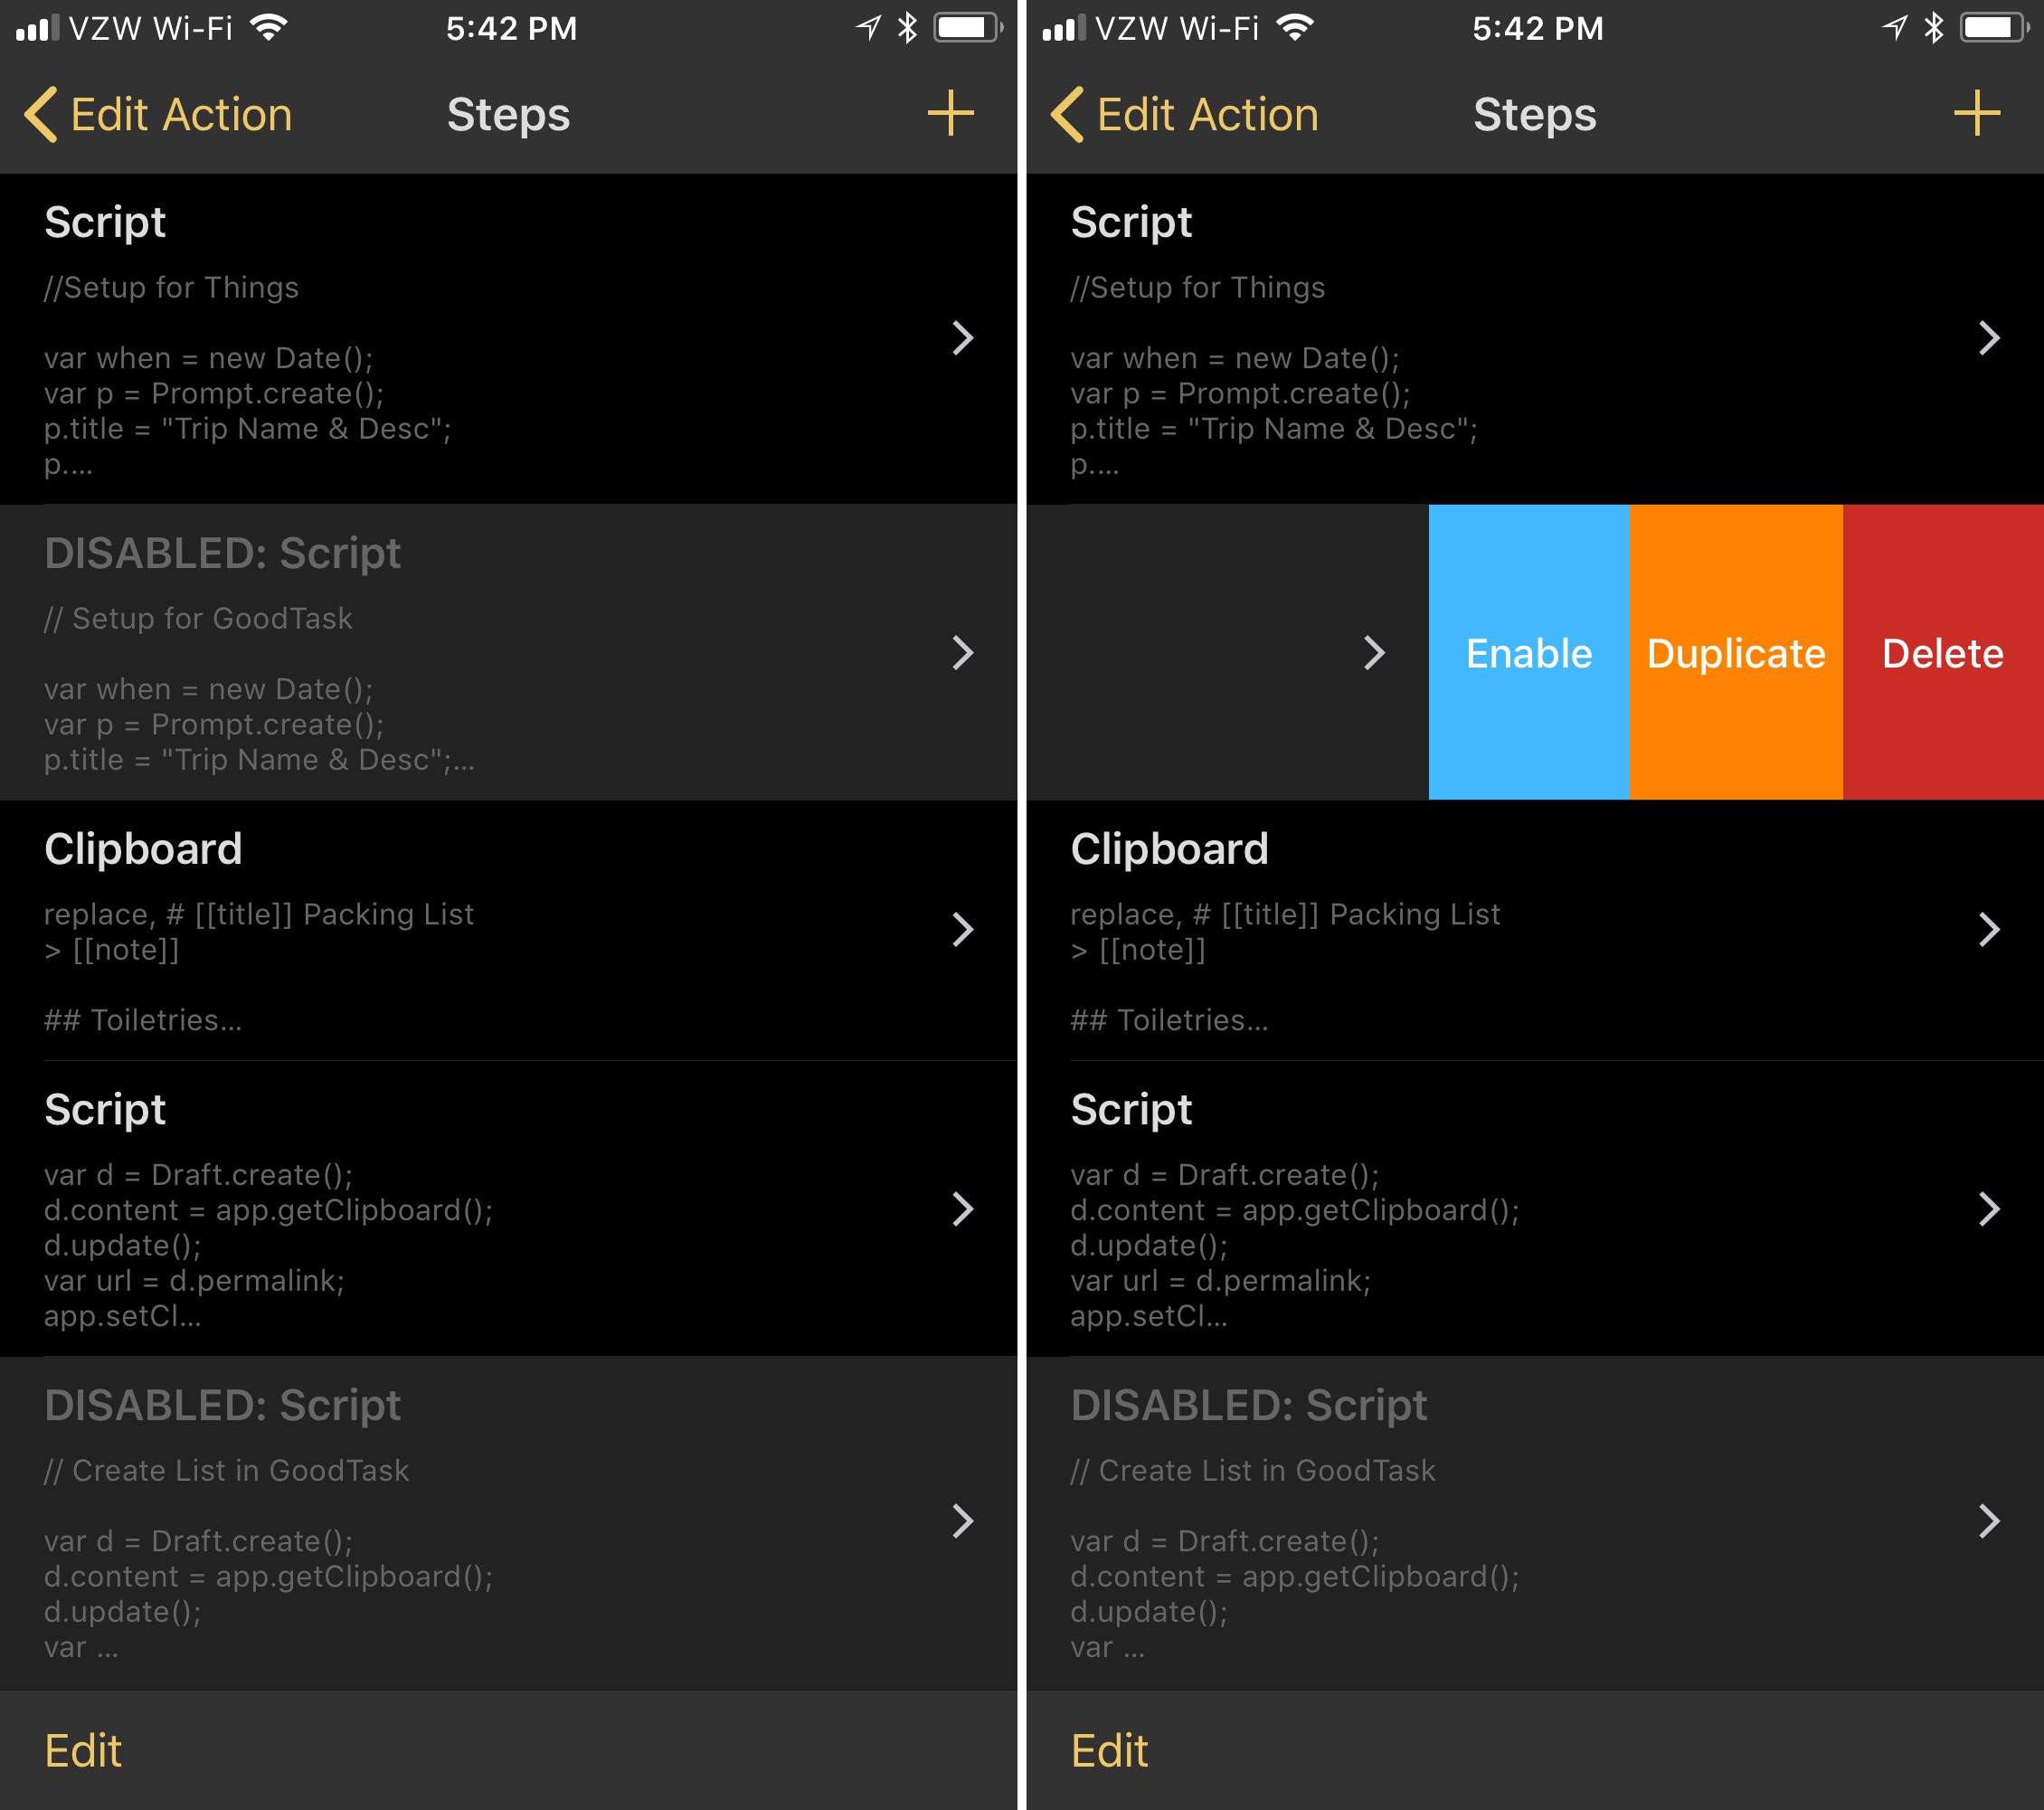 VZW Wi-Fi 5:42 PM
Edit Action Steps
Script
//Setup for Things
var when = new Date();
var p = Prompt.create();
p.title = "Trip Name & Desc";
p....
DISABLED: Script
// Setup for GoodTask
var when = new Date();
var p = Prompt.create();
p.title = "Trip Name & Desc";...
Clipboard
replace, # [[title]] Packing List
> [[note]]
## Toiletries...
Script
var d = Draft.create();
d.content = app.getClipboard();
d.update();
var url = d.permalink;
app.setCl...
DISABLED: Script
// Create List in GoodTask
var d = Draft.create();
d.content = app.getClipboard();
d.update();
var ...
Edit
VZW Wi-Fi 5:42 PM
Edit Action Steps
Script
//Setup for Things
var when = new Date();
var p = Prompt.create();
p.title = "Trip Name & Desc";
p....
Enable Duplicate Delete
Clipboard
replace, # [[title]] Packing List
> [[note]]
## Toiletries...
Script
var d = Draft.create();
d.content = app.getClipboard();
d.update();
var url = d.permalink;
app.setCl...
DISABLED: Script
// Create List in GoodTask
var d = Draft.create();
d.content = app.getClipboard();
d.update();
var ...
Edit